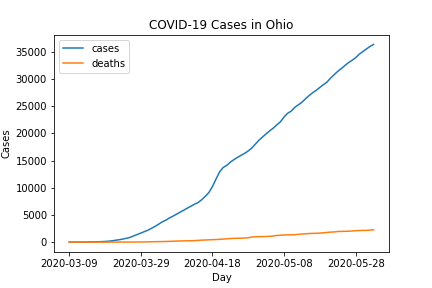 COVID-19 Cases in Ohio
cases
deaths
35000
30000
25000
20000
15000
10000
5000
0
Cases
2020-03-09 2020-03-29 2020-04-18 2020-05-08 2020-05-28
Day